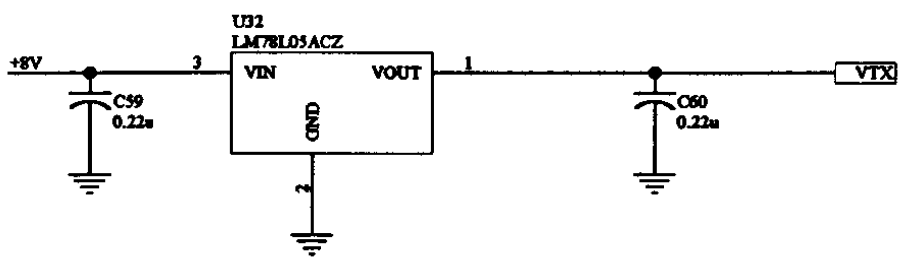 U32
LM78L05ACZ
+8V
3
VIN
VOUT
1
VTX
C59
0.22u
GND
C60
0.22u
2